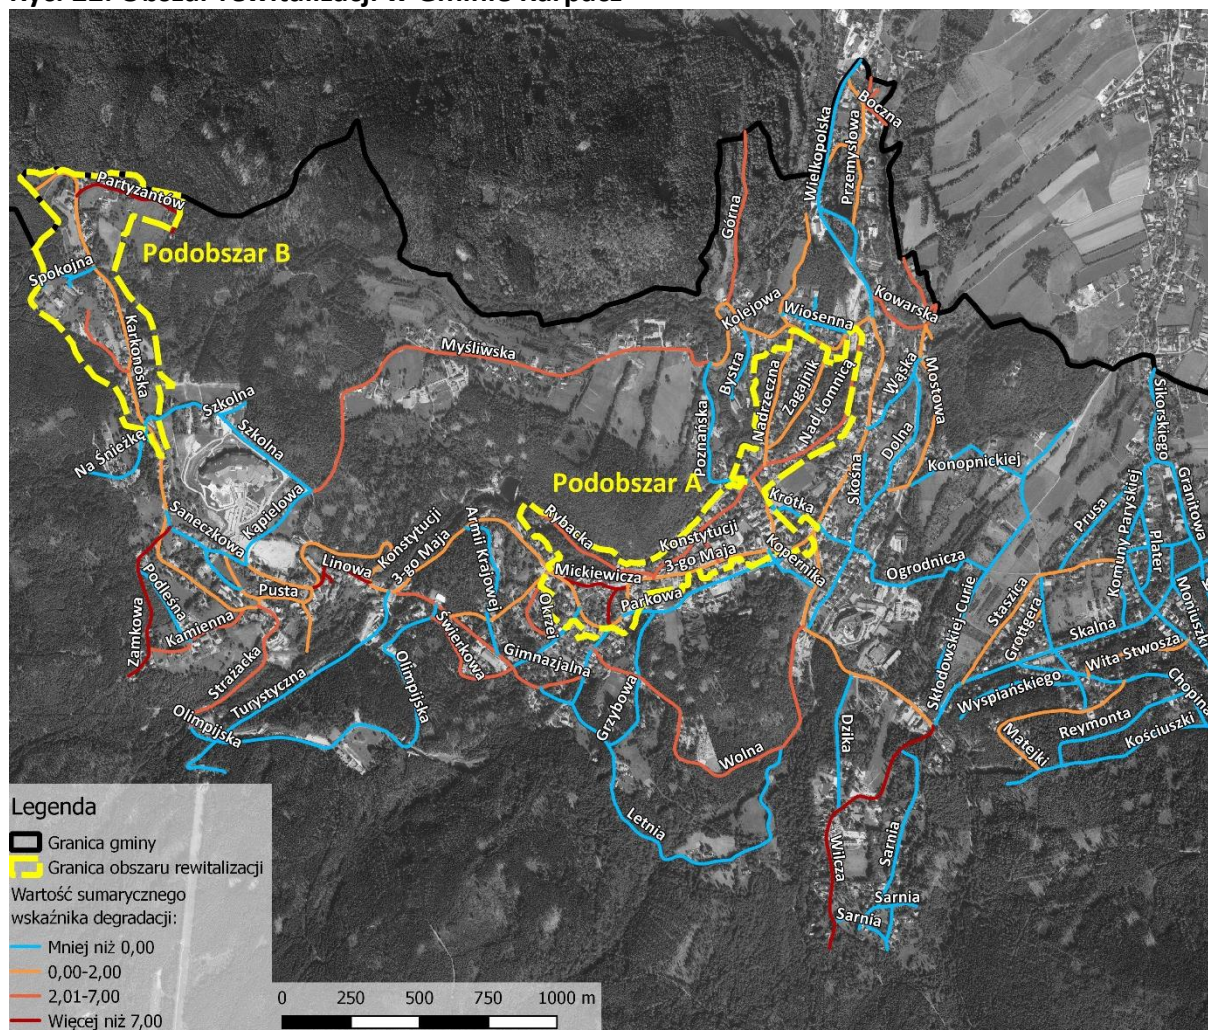 Ryc. 22. Obszar rewitalizacji w Gminie Karpacz
Boczna
Wielkopolska
Przemysłowa
Partyzantów
Górna
Podobszar B
Spokojna
Kolejowa
Wiosenna
Kowarska
Karkonoska
Myśliwska
Bystra
Nadrzeczna
Zagajnik
Nad Łomnicą
Wąska
Mostowa
Sikorskiego
Szkolna
Szkolna
Na Śnieżkę
Poznańska
Dolna
Konopnickiej
Granitowa
Podobszar A
Skośna
Kąpielowa
Saneczkowa
Rybacka
Konstytucji
Krótka
Prusa
Komuny Paryskiej
Plater
Armii Krajowej
Konstytucji
3-go Maja
3-go Maja
Kopernika
Linowa
Mickiewicza
Ogrodnicza
Moniuszki
Podleśna
Pusta
Okrzei
Parkowa
Skłodowskiej-Curie
Staszica
Grottgera
Skalna
Zamkowa
Kamienna
Świerkowa
Gimnazjalna
Wita Stwosza
Strażacka
Turystyczna
Olimpijska
Grzybowa
Wyspiańskiego
Chopina
Olimpijska
Wolna
Dzika
Matejki
Reymonta
Kościuszki
Letnia
Wilcza
Sarnia
Sarnia
Sarnia
Legenda
Granica gminy
Granica obszaru rewitalizacji
Wartość sumarycznego
wskaźnika degradacji:
Mniej niż 0,00
0,00-2,00
2,01-7,00
Więcej niż 7,00
0 250 500 750 1000 m